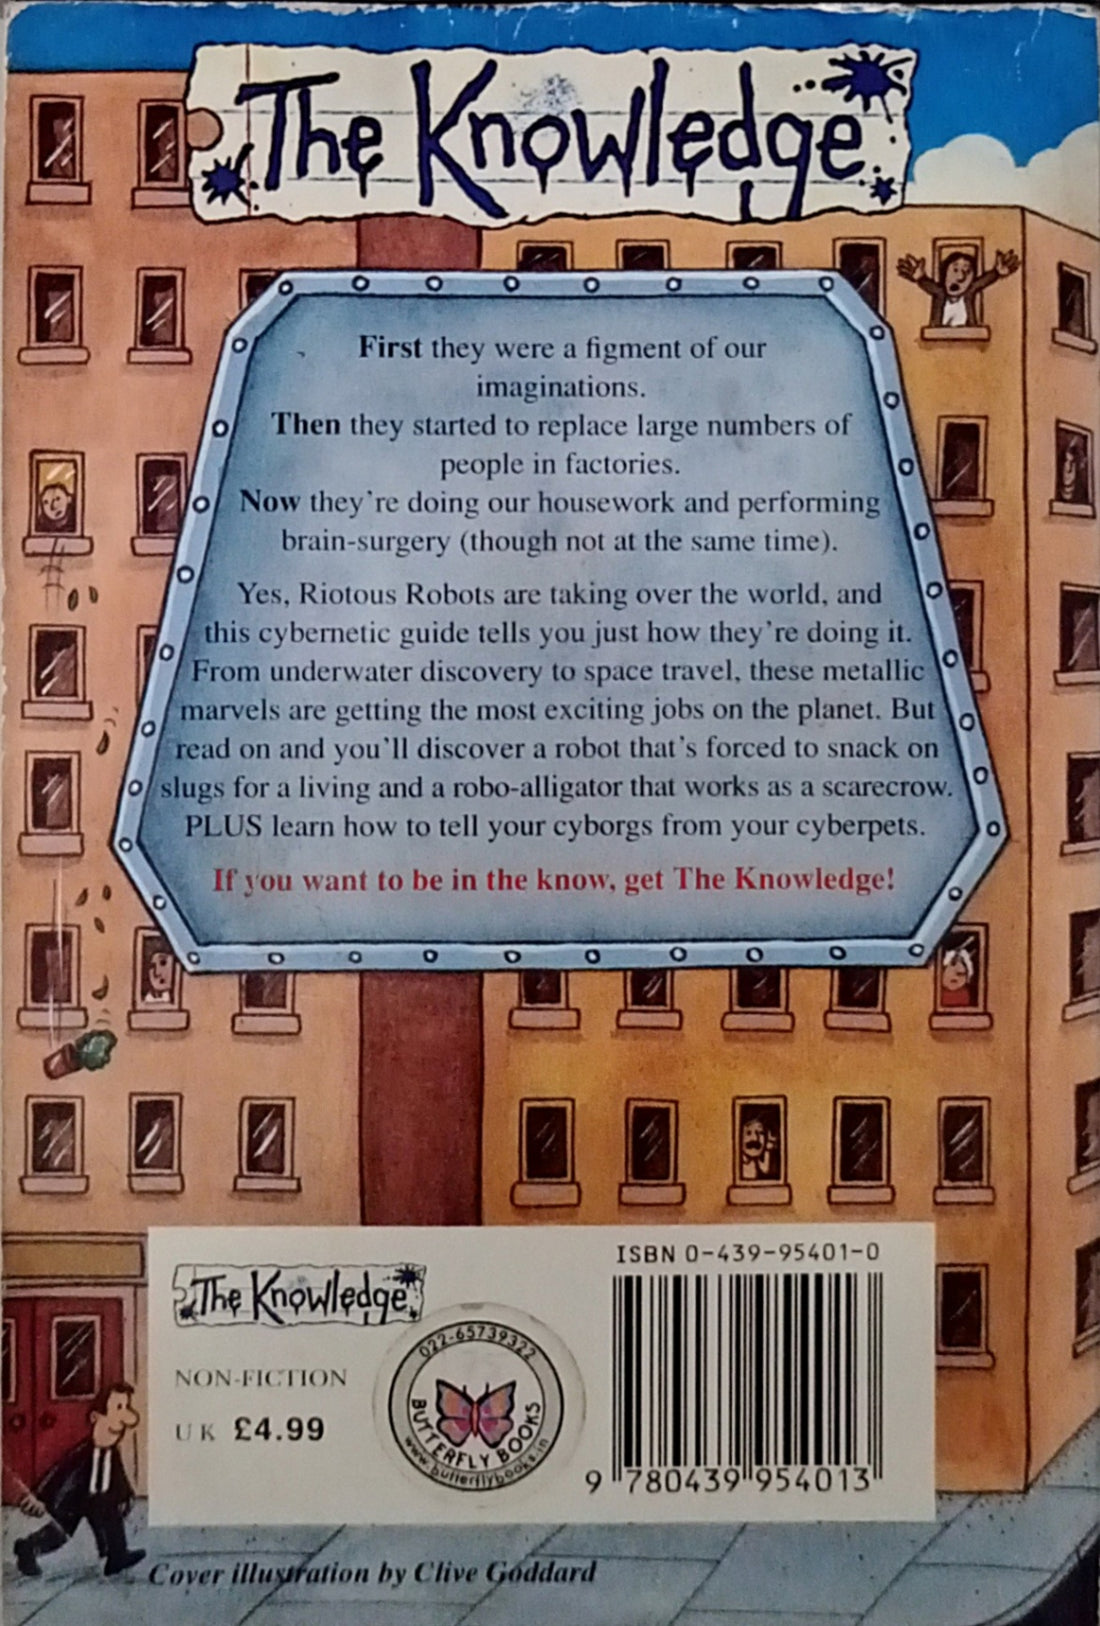 The Knowledge
First they were a figment of our
imaginations.
Then they started to replace large numbers of
people in factories.
Now they're doing our housework and performing
brain-surgery (though not at the same time).
Yes, Riotous Robots are taking over the world, and
this cybernetic guide tells you just how they're doing it.
From underwater discovery to space travel, these metallic
marvels are getting the most exciting jobs on the planet. But
read on and you'll discover a robot that's forced to snack on
slugs for a living and a robo-alligator that works as a scarecrow.
PLUS learn how to tell your cyborgs from your cyberpets.
If you want to be in the know, get The Knowledge!
The Knowledge
NON-FICTION
UK £4.99
022-65739322
BUTTERFLY BOOKS
www.butterflybooks.in
ISBN 0-439-95401-0
9 780439 954013
Cover illustration by Clive Goddard